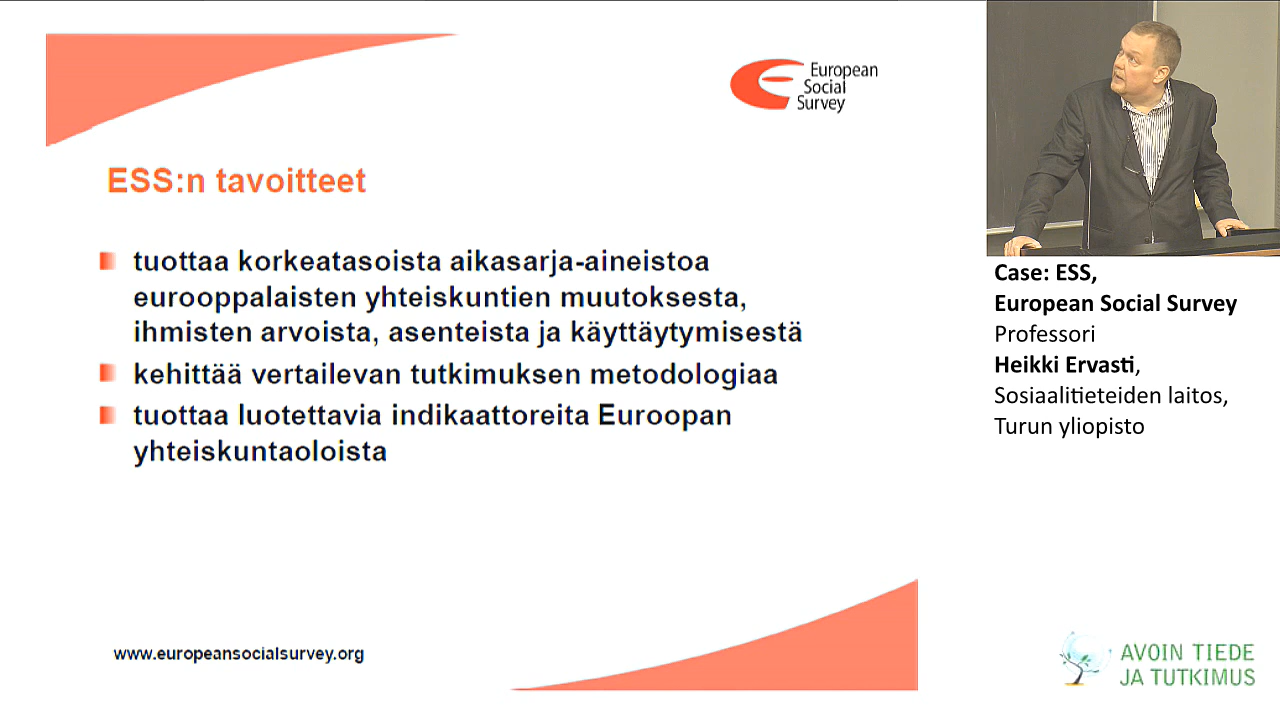 European
Social
Survey
ESS:n tavoitteet
tuottaa korkeatasoista aikasarja-aineistoa
eurooppalaisten yhteiskuntien muutoksesta,
ihmisten arvoista, asenteista ja käyttäytymisestä
kehittää vertailevan tutkimuksen metodologiaa
tuottaa luotettavia indikaattoreita Euroopan
yhteiskuntaoloista
www.europeansocialsurvey.org
Case: ESS,
European Social Survey
Professori
Heikki Ervasti,
Sosiaalitieteiden laitos,
Turun yliopisto
AVOIN TIEDE
JA TUTKIMUS